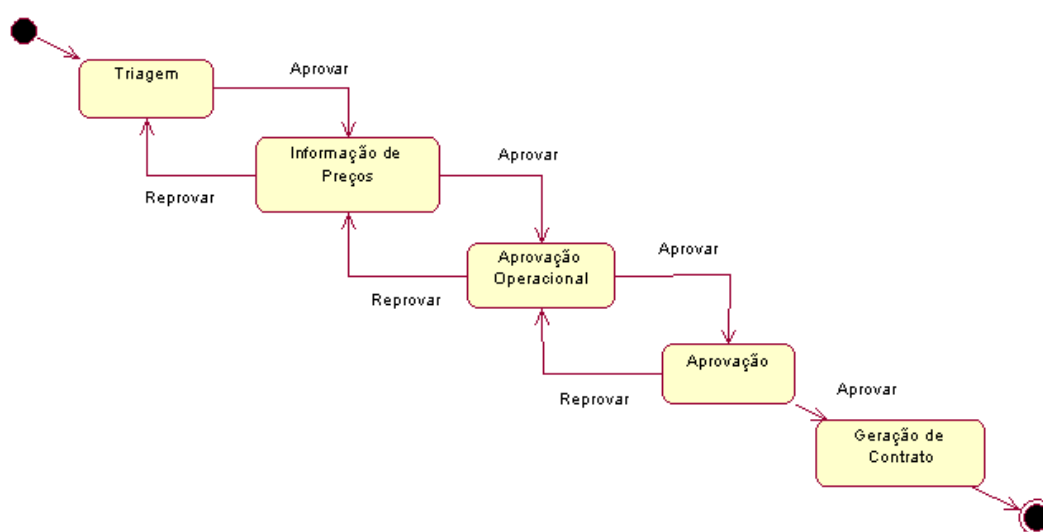 Triagem
Aprovar
Informação de
Preços
Aprovar
Reprovar
Aprovação
Operacional
Aprovar
Reprovar
Aprovação
Aprovar
Reprovar
Geração de
Contrato